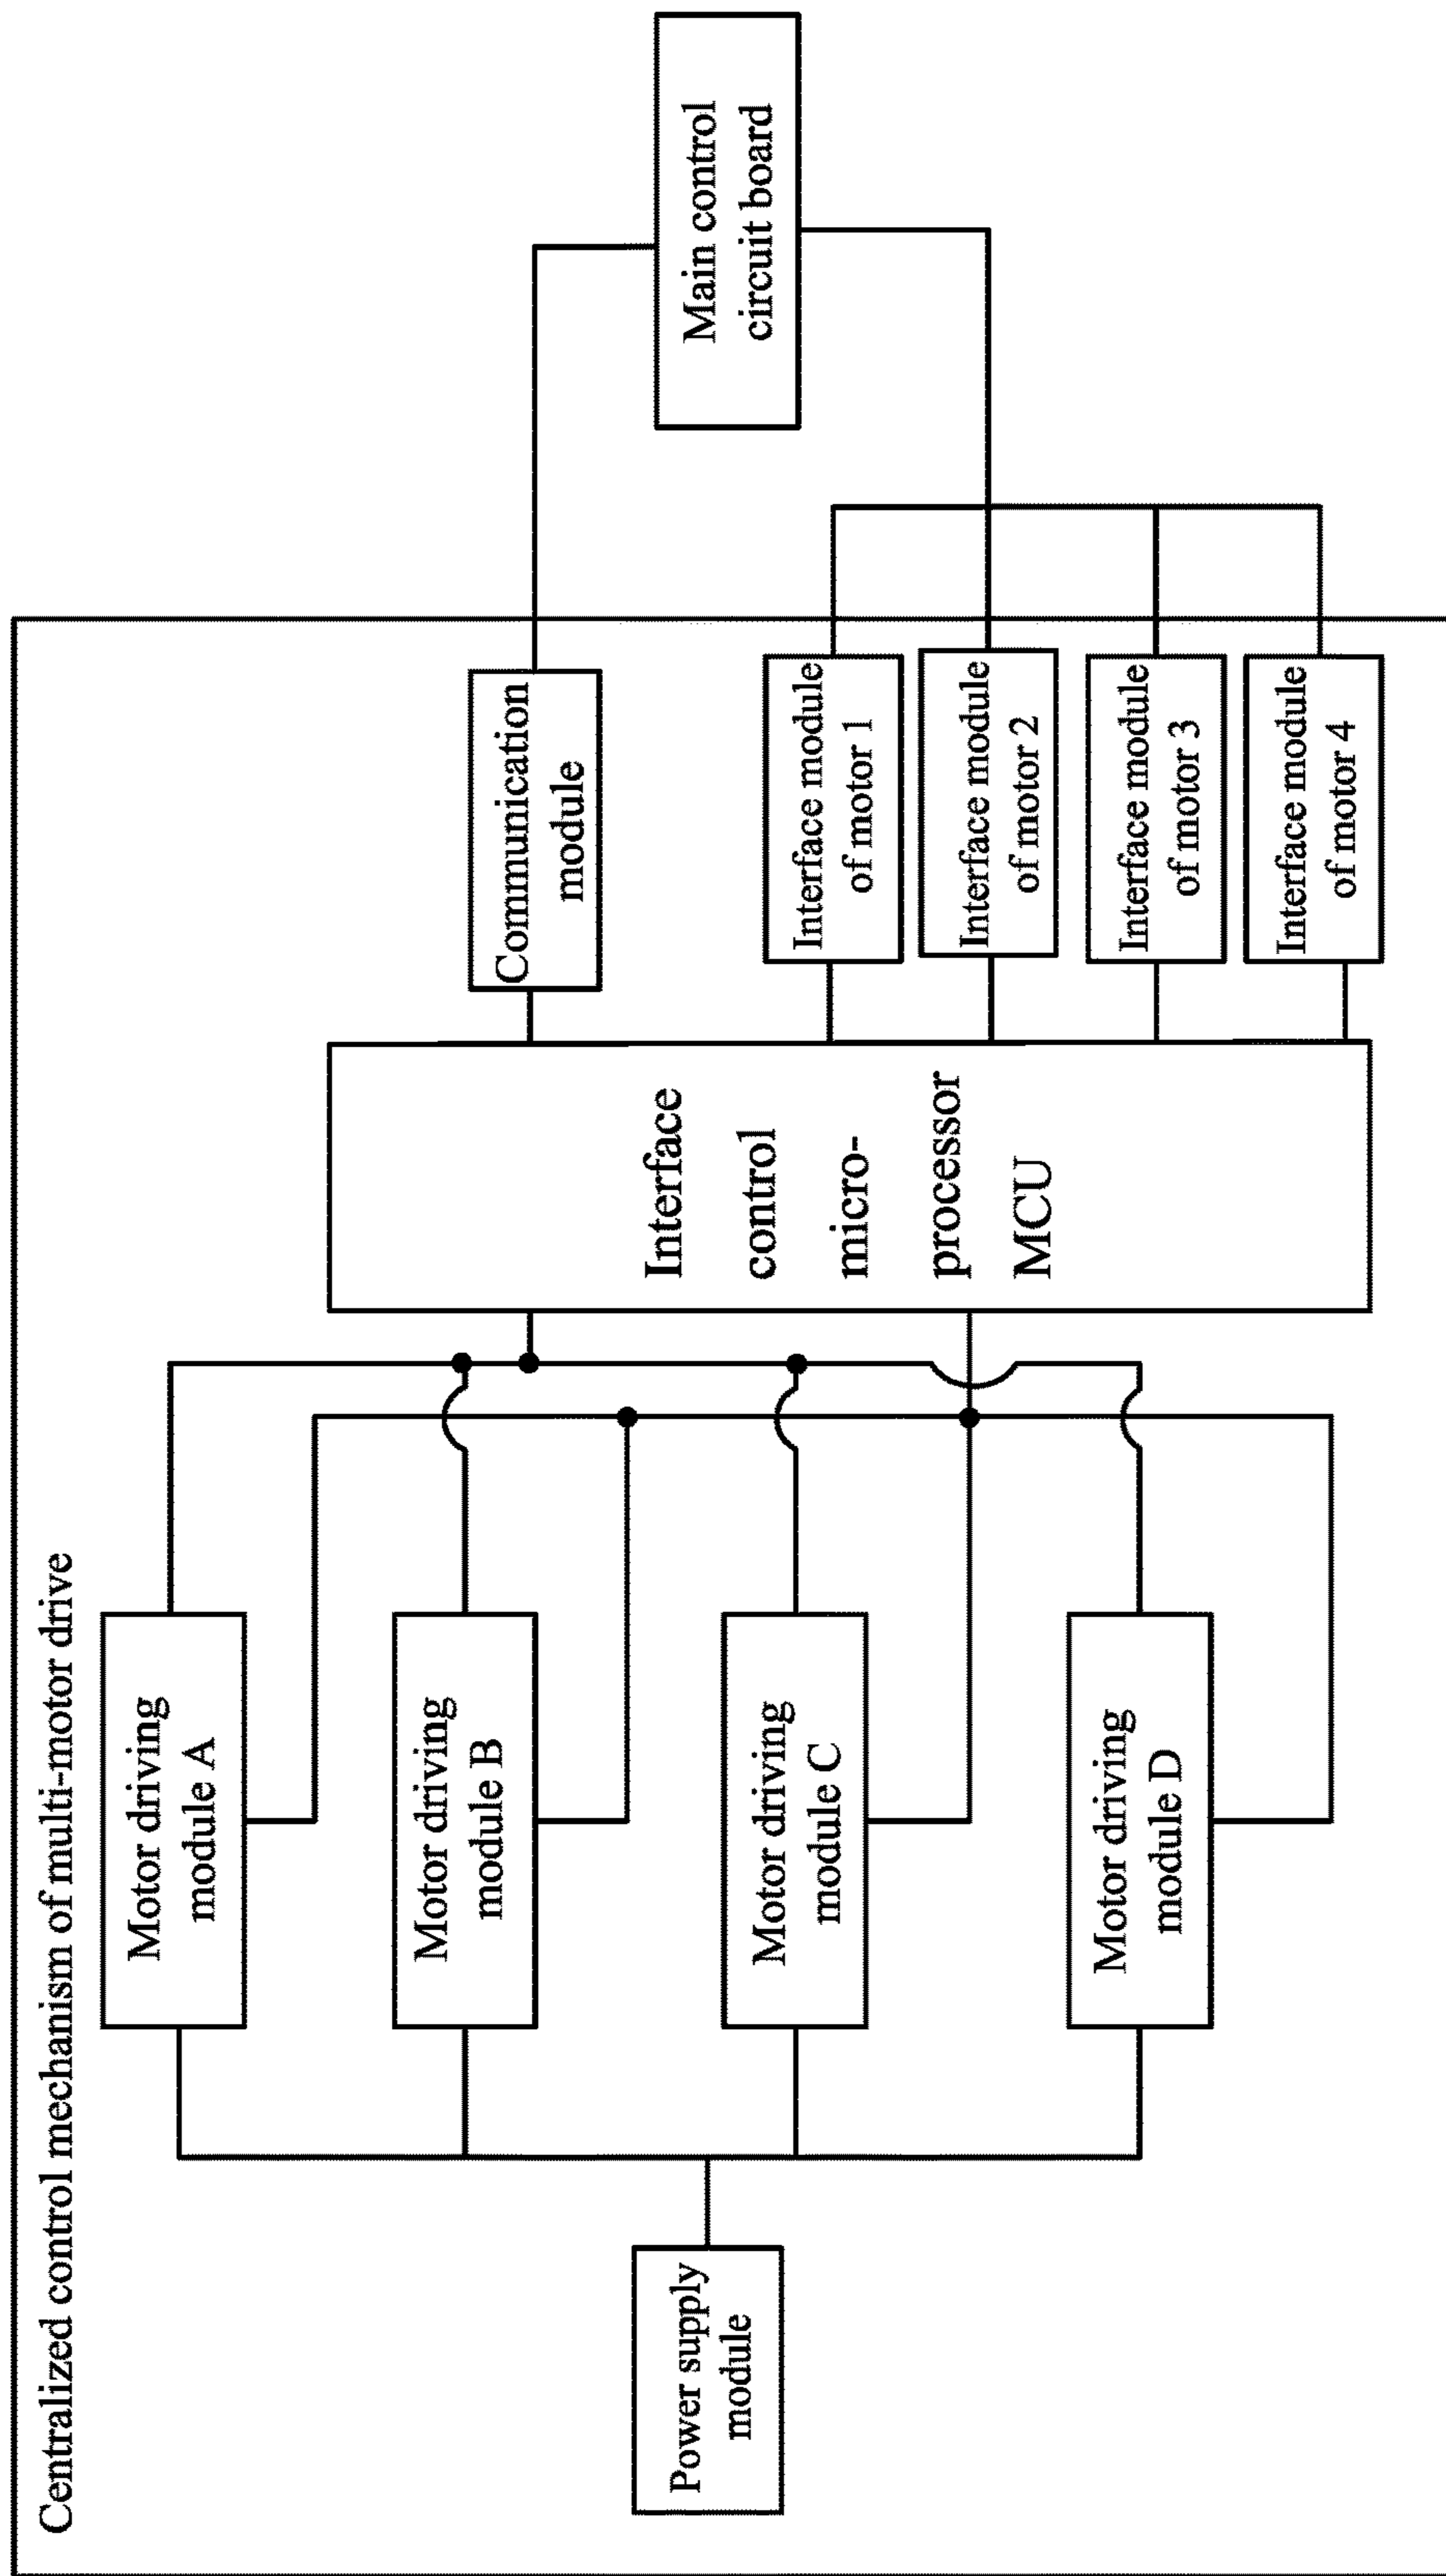 Centralized control mechanism of multi-motor drive
Power supply
module
Motor driving
module A
Motor driving
module B
Motor driving
module C
Motor driving
module D
Interface
control
micro-
processor
MCU
Communication
module
Interface module
of motor 1
Interface module
of motor 2
Interface module
of motor 3
Interface module
of motor 4
Main control
circuit board